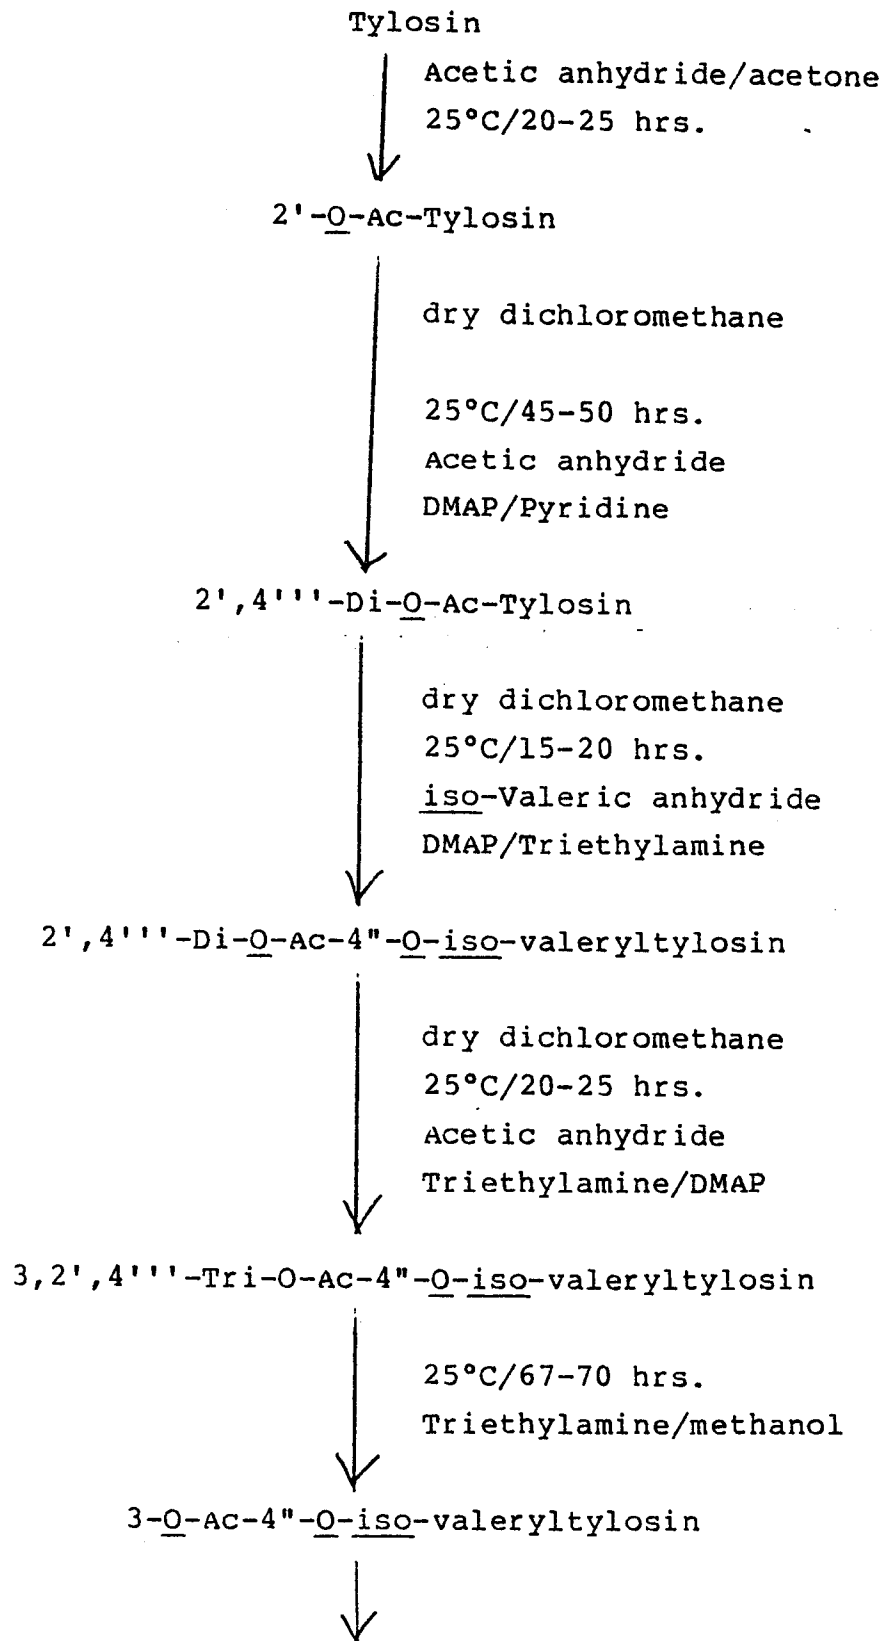 Tylosin
Acetic anhydride/acetone
25°C/20-25 hrs.
2'-O-Ac-Tylosin
dry dichloromethane
25°C/45-50 hrs.
Acetic anhydride
DMAP/Pyridine
2',4'''-Di-O-Ac-Tylosin
dry dichloromethane
25°C/15-20 hrs.
iso-Valeric anhydride
DMAP/Triethylamine
2',4'''-Di-O-Ac-4"-O-iso-valeryltylosin
dry dichloromethane
25°C/20-25 hrs.
Acetic anhydride
Triethylamine/DMAP
3,2',4'''-Tri-O-Ac-4"-O-iso-valeryltylosin
25°C/67-70 hrs.
Triethylamine/methanol
3-O-Ac-4"-O-iso-valeryltylosin